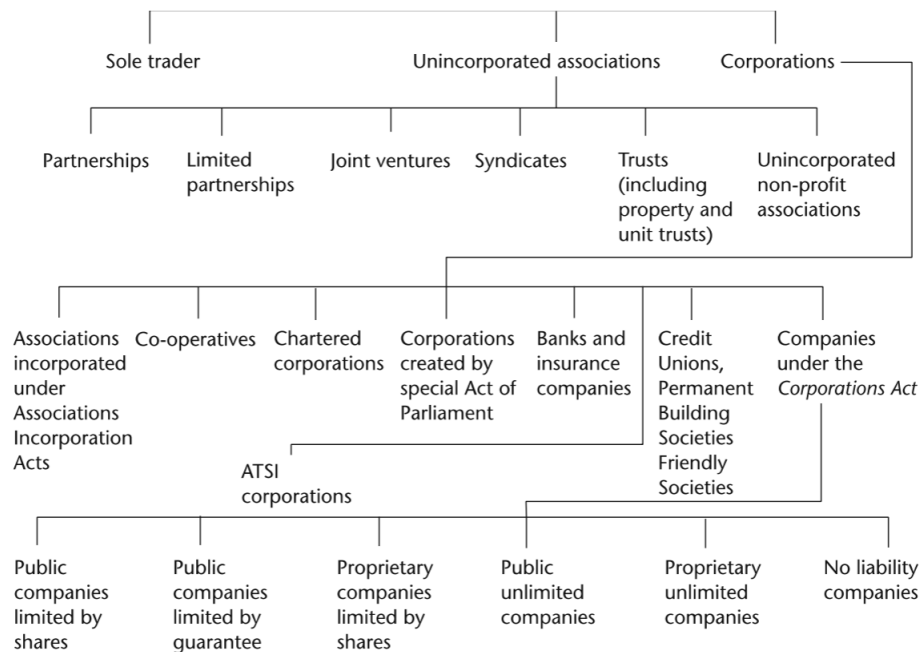 Sole trader
Unincorporated associations
Corporations
Partnerships
Limited
partnerships
Joint ventures
Syndicates
Trusts
(including
property and
unit trusts)
Unincorporated
non-profit
associations
Associations
incorporated
under
Associations
Incorporation
Acts
Co-operatives
Chartered
corporations
Corporations
created by
special Act of
Parliament
Banks and
insurance
companies
Credit
Unions,
Permanent
Building
Societies
Friendly
Societies
Companies
under the
Corporations Act
ATSI
corporations
Public
companies
limited by
shares
Public
companies
limited by
guarantee
Proprietary
companies
limited by
shares
Public
unlimited
companies
Proprietary
unlimited
companies
No liability
companies